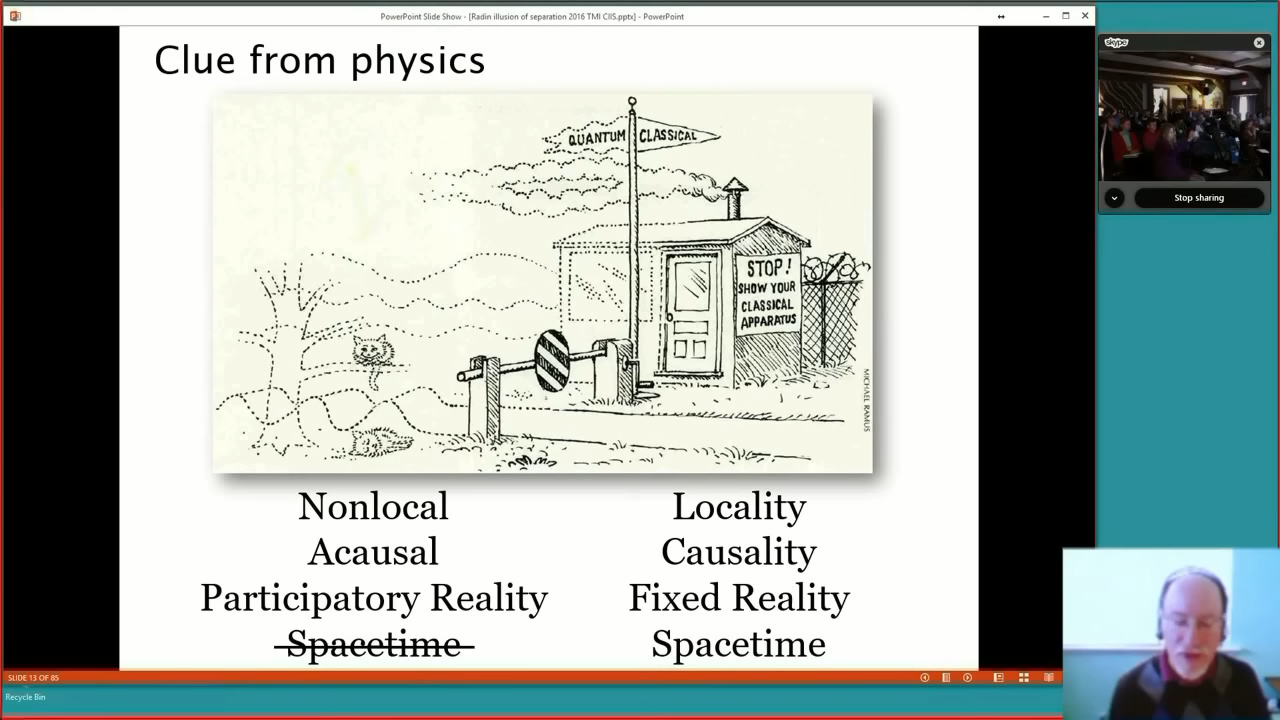 PowerPoint Slide Show - [Radin illusion of separation 2016 TMI CIIS.pptx] - PowerPoint
skype
Stop sharing
Clue from physics
QUANTUM CLASSICAL
STOP!
SHOW YOUR
CLASSICAL
APPARATUS
MICHAEL RAMUS
Nonlocal
Acausal
Participatory Reality
Spacetime
Locality
Causality
Fixed Reality
Spacetime
SLIDE 13 OF 85
Recycle Bin